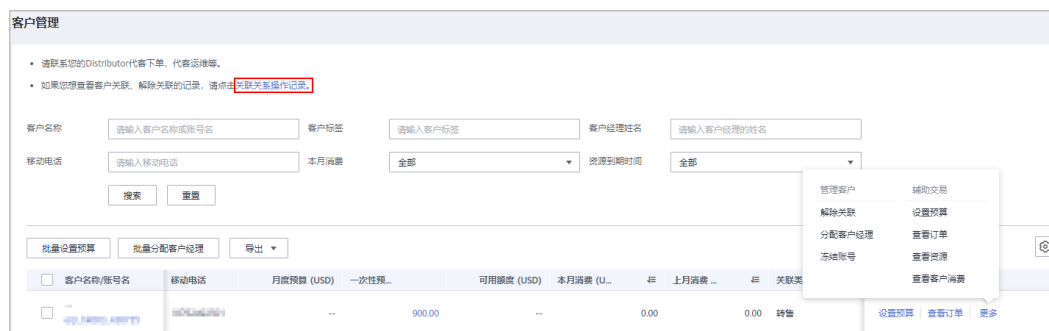 客户管理
请联系您的Distributor代客下单、代客运维等。
如果您想查看客户关联、解除关联的记录，请点击关联关系操作记录。
客户名称 请输入客户名称或账号名 客户标签 请输入客户标签 客户经理姓名 请输入客户经理的姓名
移动电话 请输入移动电话 本月消费 全部 资源到期时间 全部
搜索 重置
管理客户 辅助交易
解除关联 设置预算
分配客户经理 查看订单
冻结账号 查看资源
查看客户消费
批量设置预算 批量分配客户经理 导出
客户名称/账号名 移动电话 月度预算 (USD) 一次性预... 可用额度 (USD) 本月消费 (U... 上月消费 ... 关联类
-- 900.00 -- 0.00 0.00 转售 设置预算 查看订单 更多